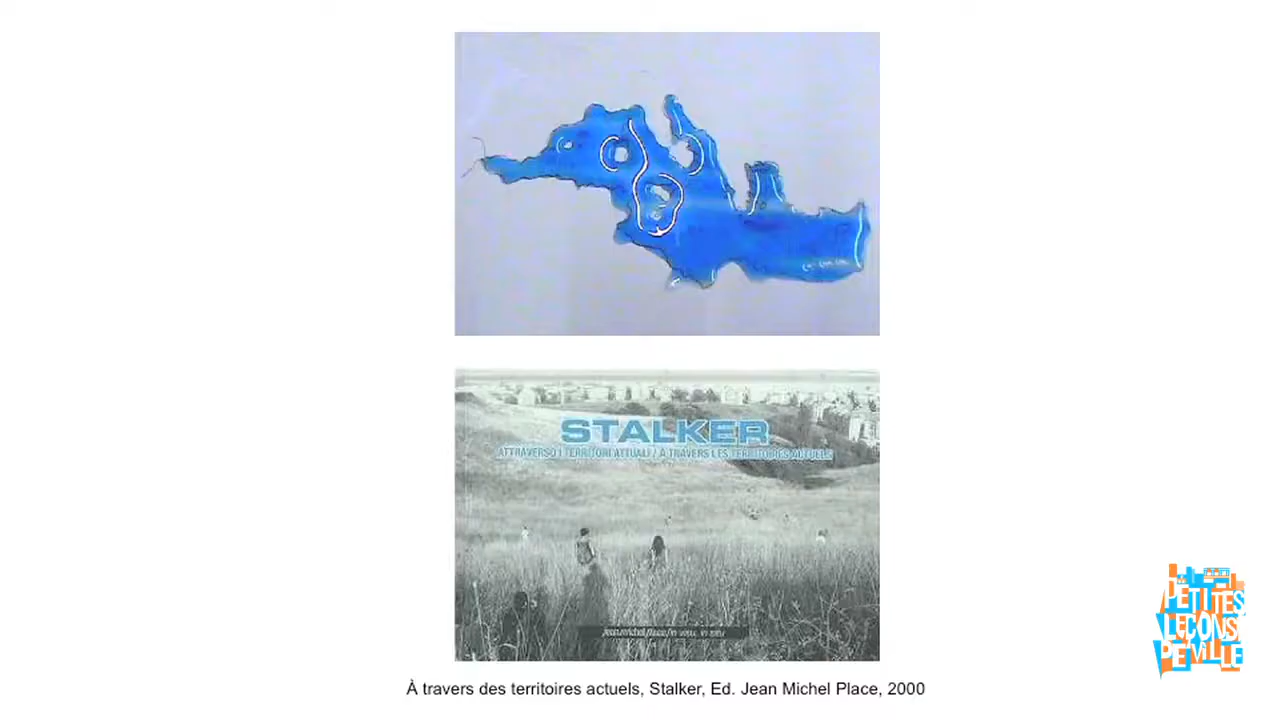 STALKER
ATTRAVERSO I TERRITORI ATTUALI / À TRAVERS LES TERRITOIRES ACTUELS
À travers des territoires actuels, Stalker, Ed. Jean Michel Place, 2000
PETITES
LEÇONS
DE VILLE